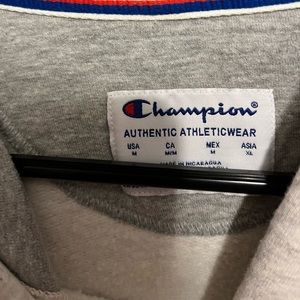 Champion®
AUTHENTIC ATHLETICWEAR
USA CA MEX ASIA
M M/M M XL
MADE IN NICARAGUA